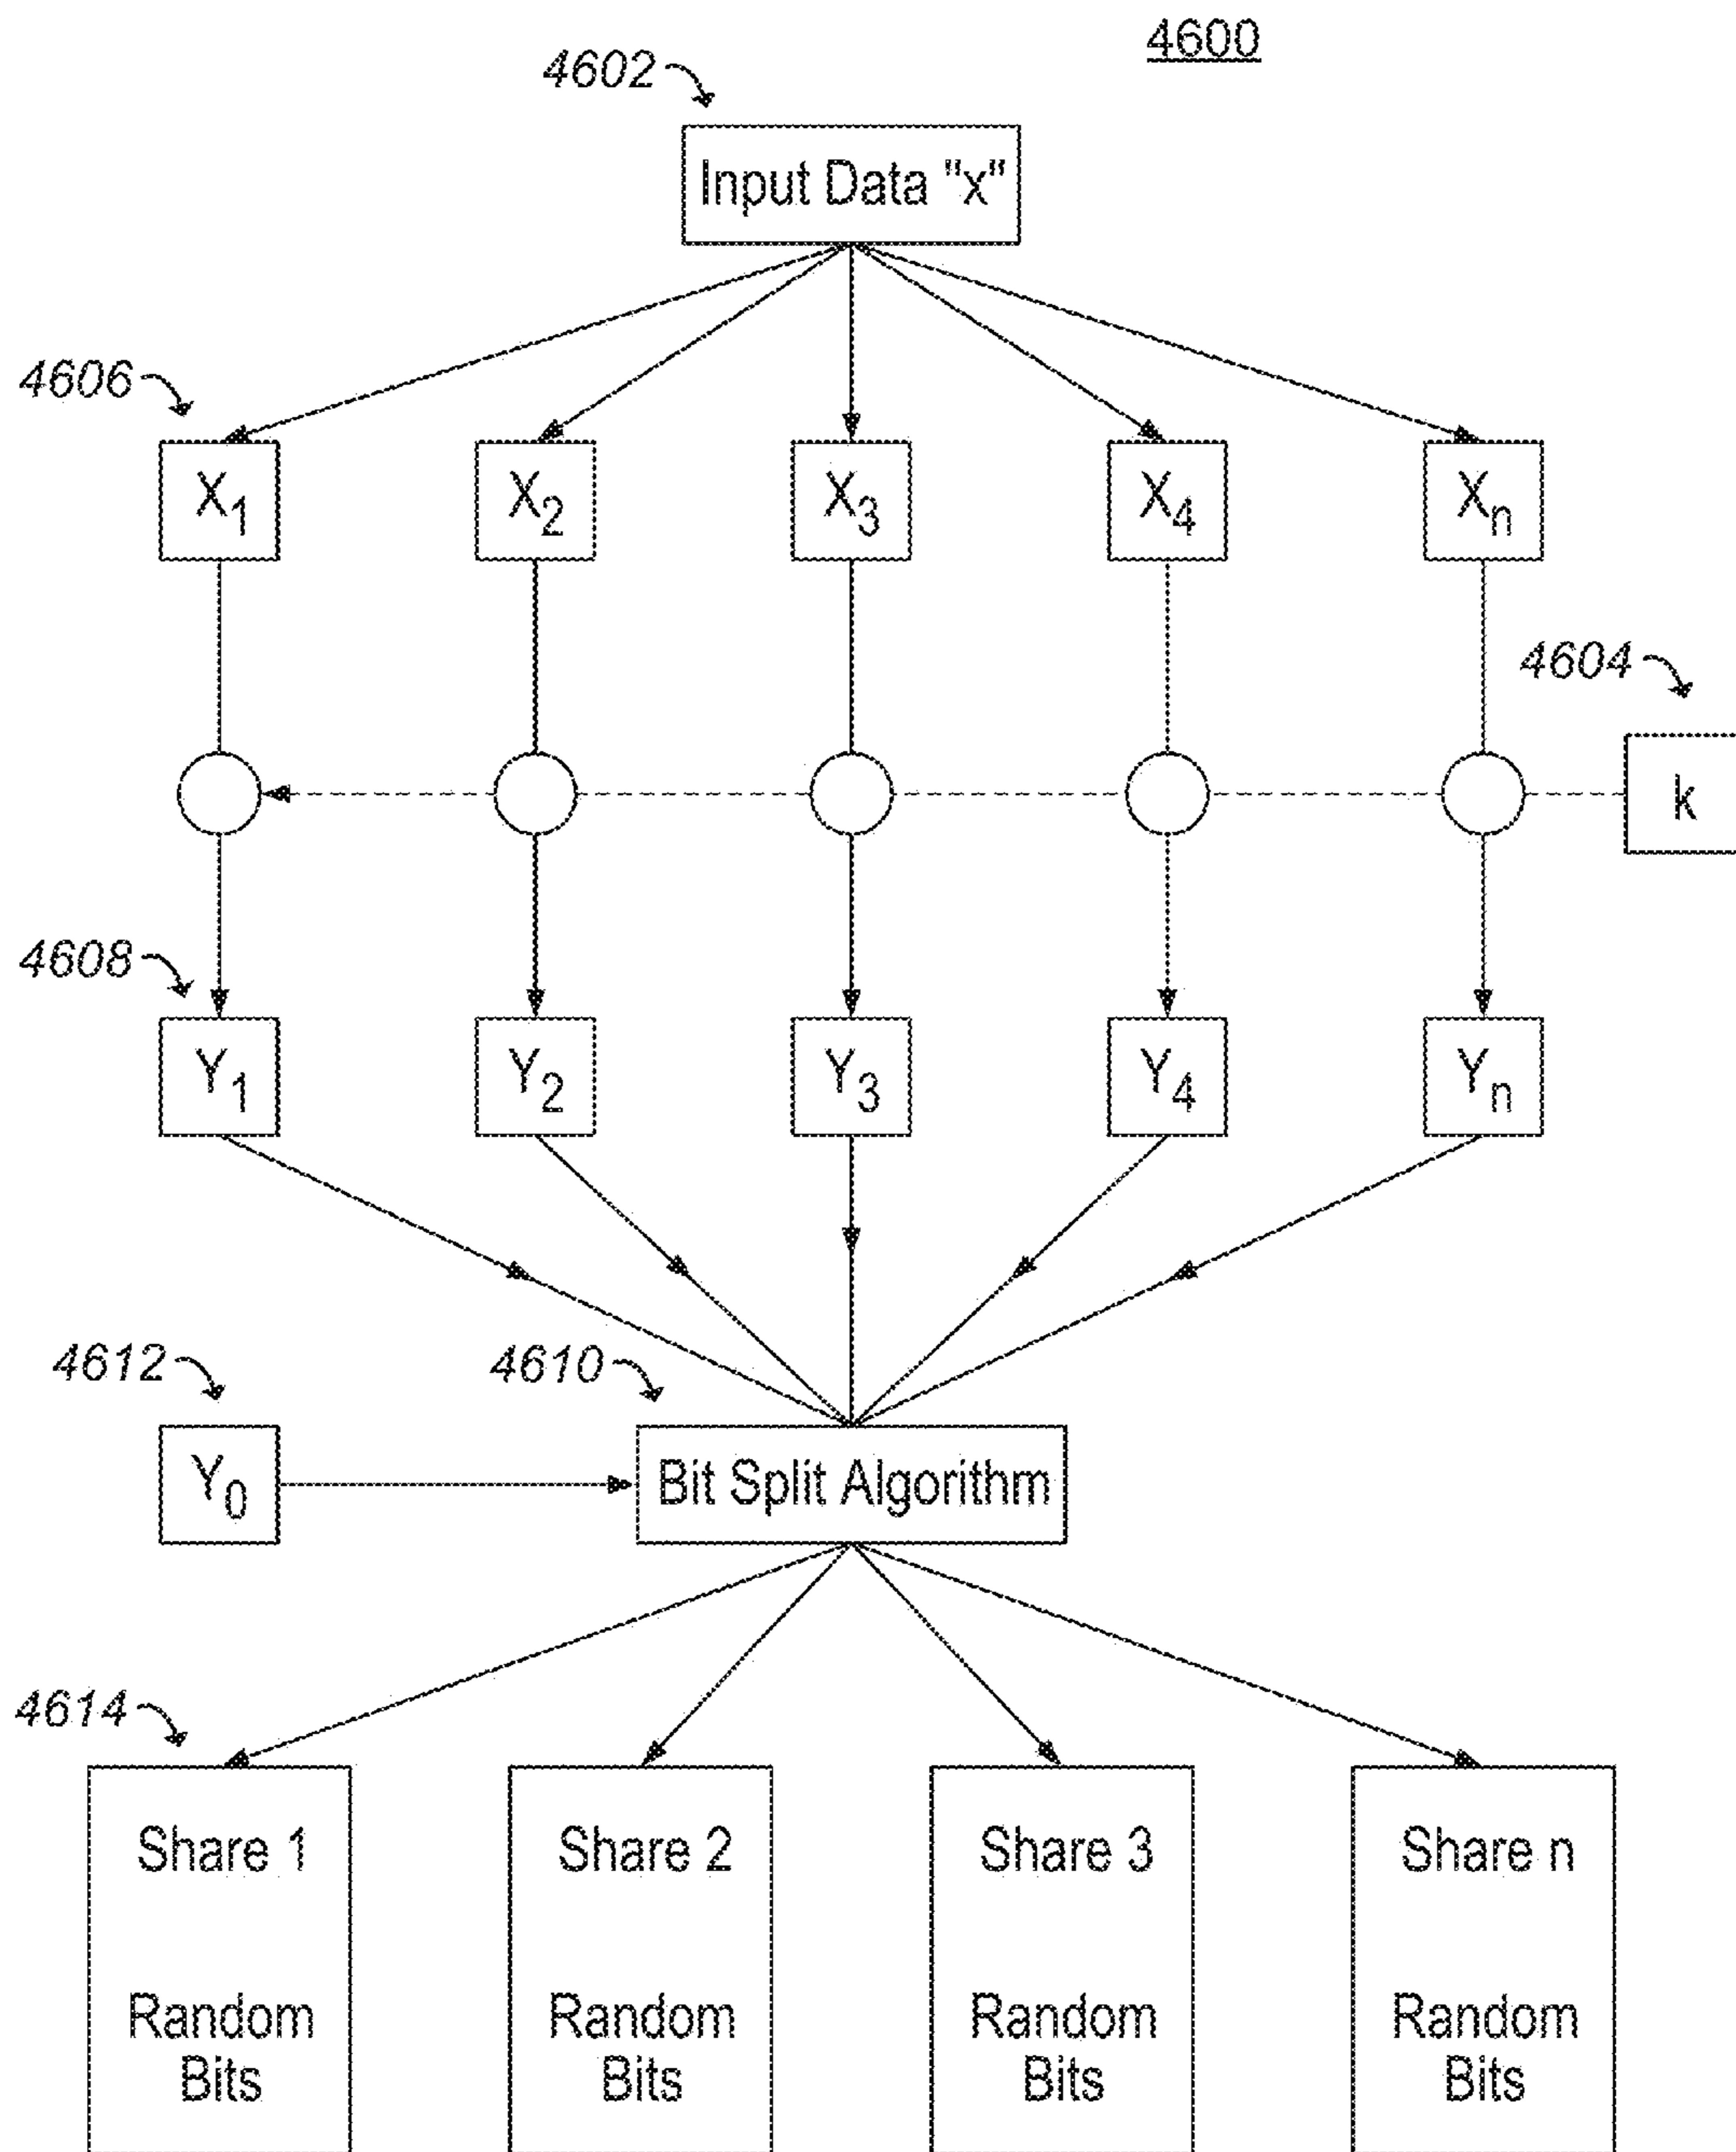 4600
4602
Input Data "x"
4606
X1 X2 X3 X4 Xn
4604
k
4608
Y1 Y2 Y3 Y4 Yn
4612 4610
Y0 Bit Split Algorithm
4614
Share 1 Share 2 Share 3 Share n
Random Random Random Random
Bits Bits Bits Bits